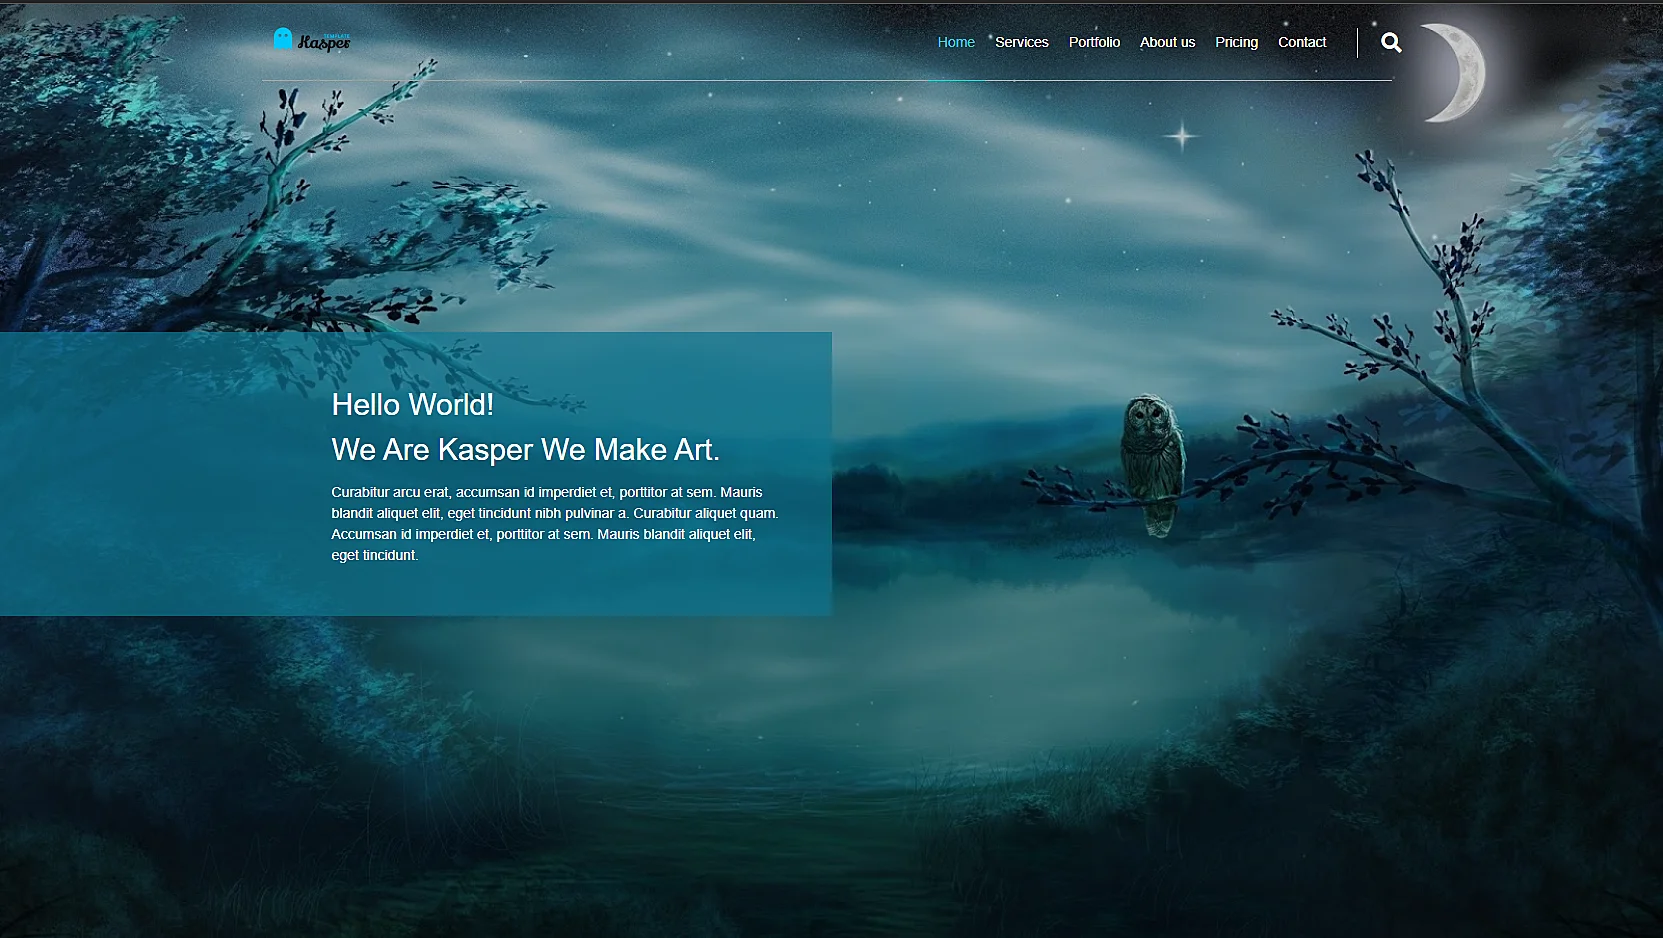 TEMPLATE
Kasper
Home Services Portfolio About us Pricing Contact
Hello World!
We Are Kasper We Make Art.
Curabitur arcu erat, accumsan id imperdiet et, porttitor at sem. Mauris
blandit aliquet elit, eget tincidunt nibh pulvinar a. Curabitur aliquet quam.
Accumsan id imperdiet et, porttitor at sem. Mauris blandit aliquet elit,
eget tincidunt.